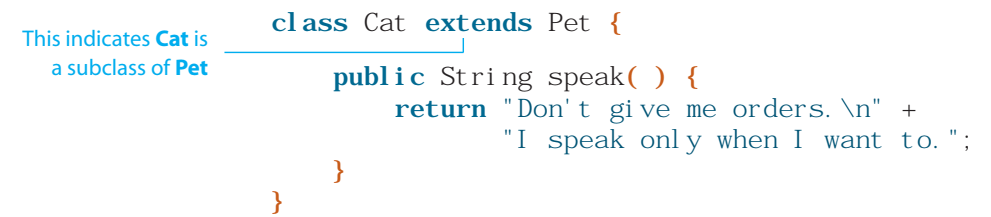 class Cat extends Pet {
This indicates Cat is
a subclass of Pet
public String speak( ) {
return "Don't give me orders.\n" +
"I speak only when I want to.";
}
}